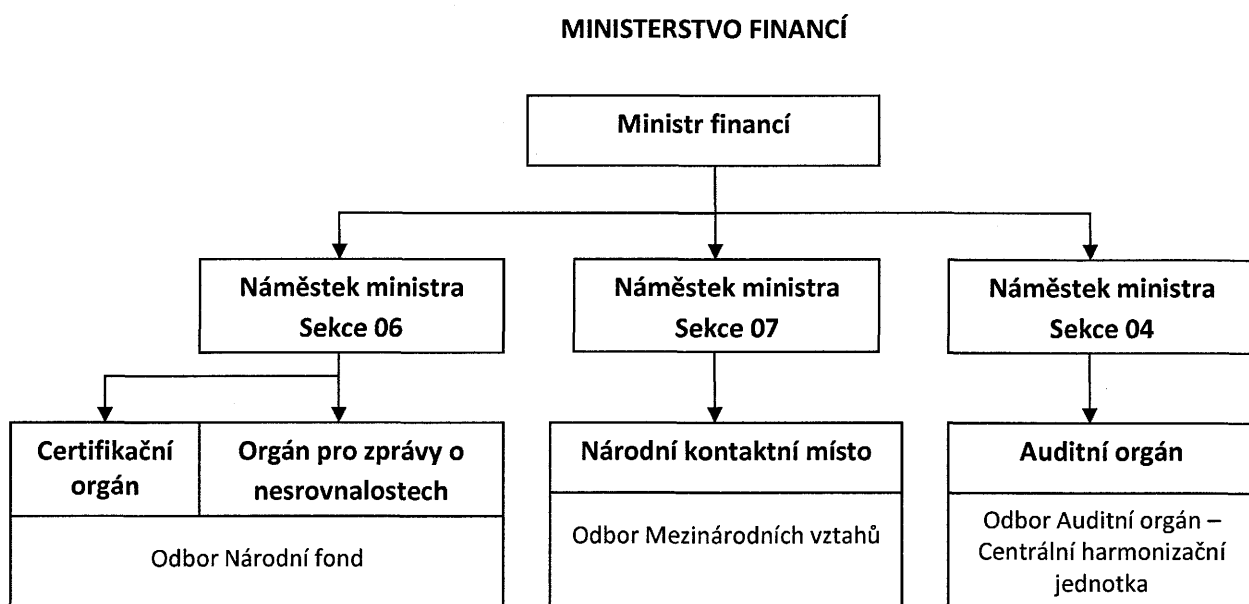 MINISTERSTVO FINANCÍ
Ministr financí
Náměstek ministra
Sekce 06
Náměstek ministra
Sekce 07
Náměstek ministra
Sekce 04
Certifikační
orgán
Orgán pro zprávy o
nesrovnalostech
Odbor Národní fond
Národní kontaktní místo
Odbor Mezinárodních vztahů
Auditní orgán
Odbor Auditní orgán –
Centrální harmonizační
jednotka